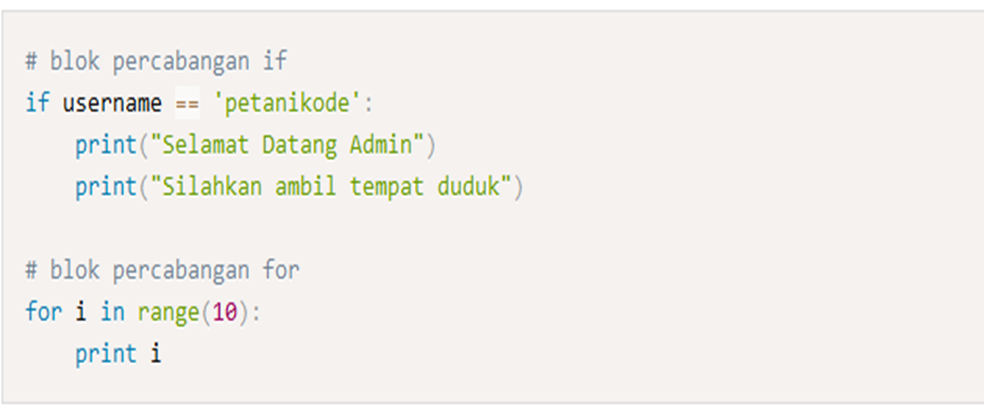 # blok percabangan if
if username == 'petanikode':
    print("Selamat Datang Admin")
    print("Silahkan ambil tempat duduk")

# blok percabangan for
for i in range(10):
    print i